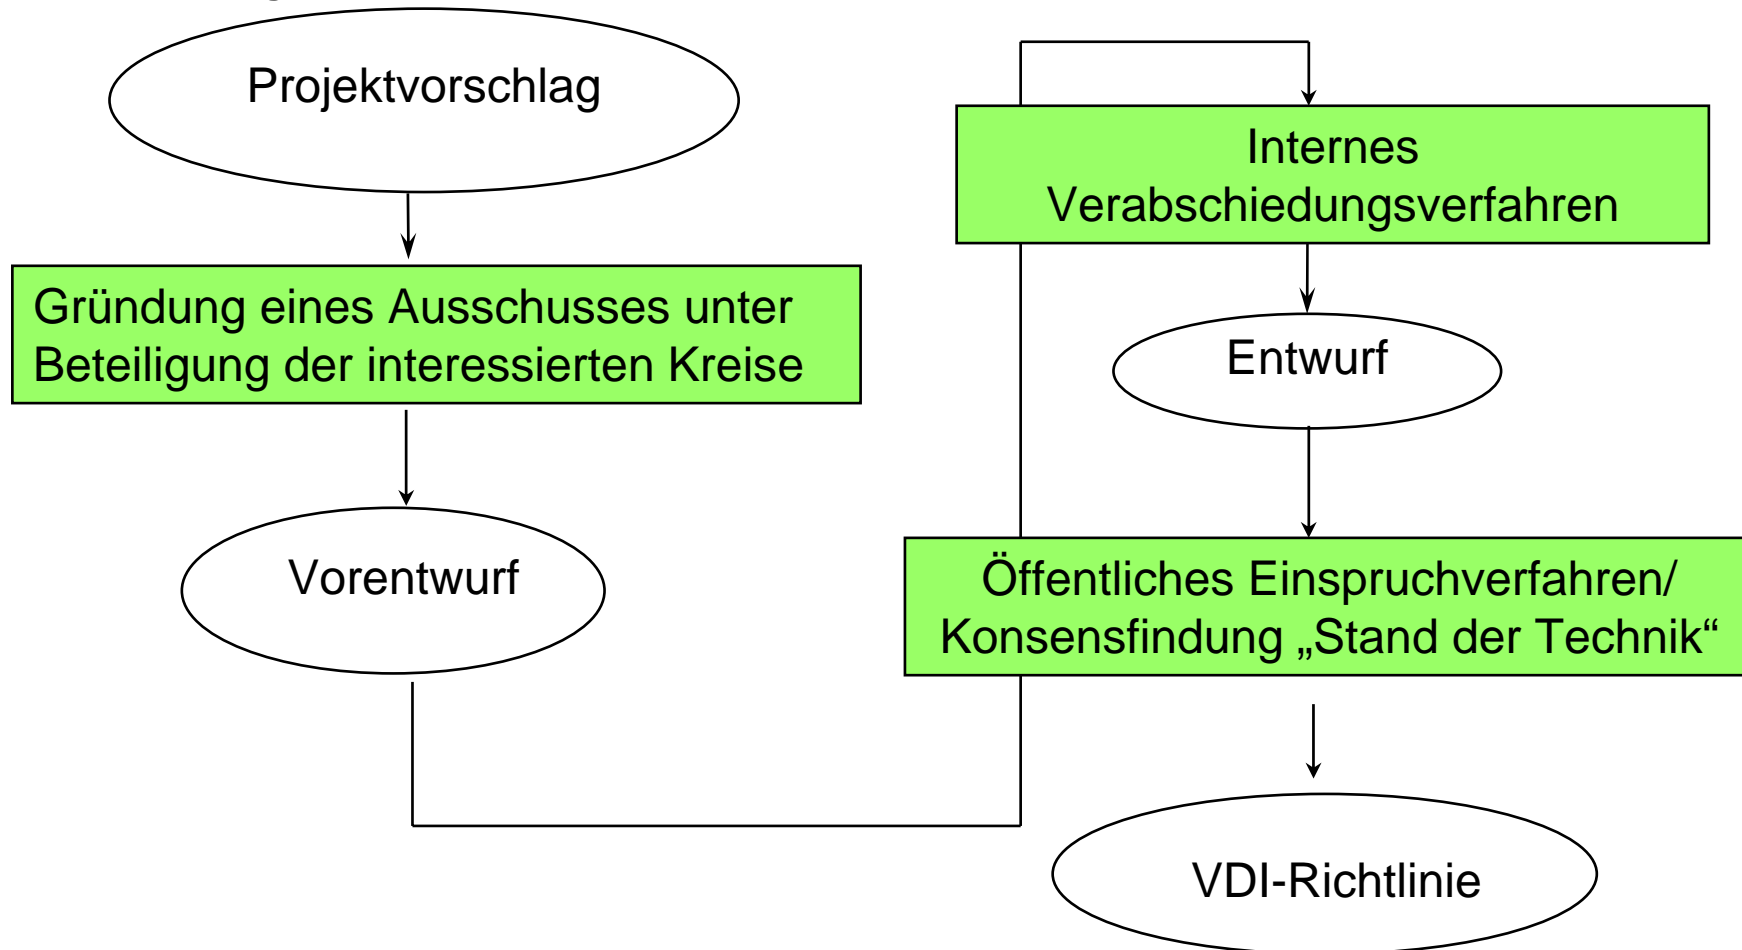 Projektvorschlag
Gründung eines Ausschusses unter
Beteiligung der interessierten Kreise
Vorentwurf
Internes
Verabschiedungsverfahren
Entwurf
Öffentliches Einspruchverfahren/
Konsensfindung „Stand der Technik“
VDI-Richtlinie